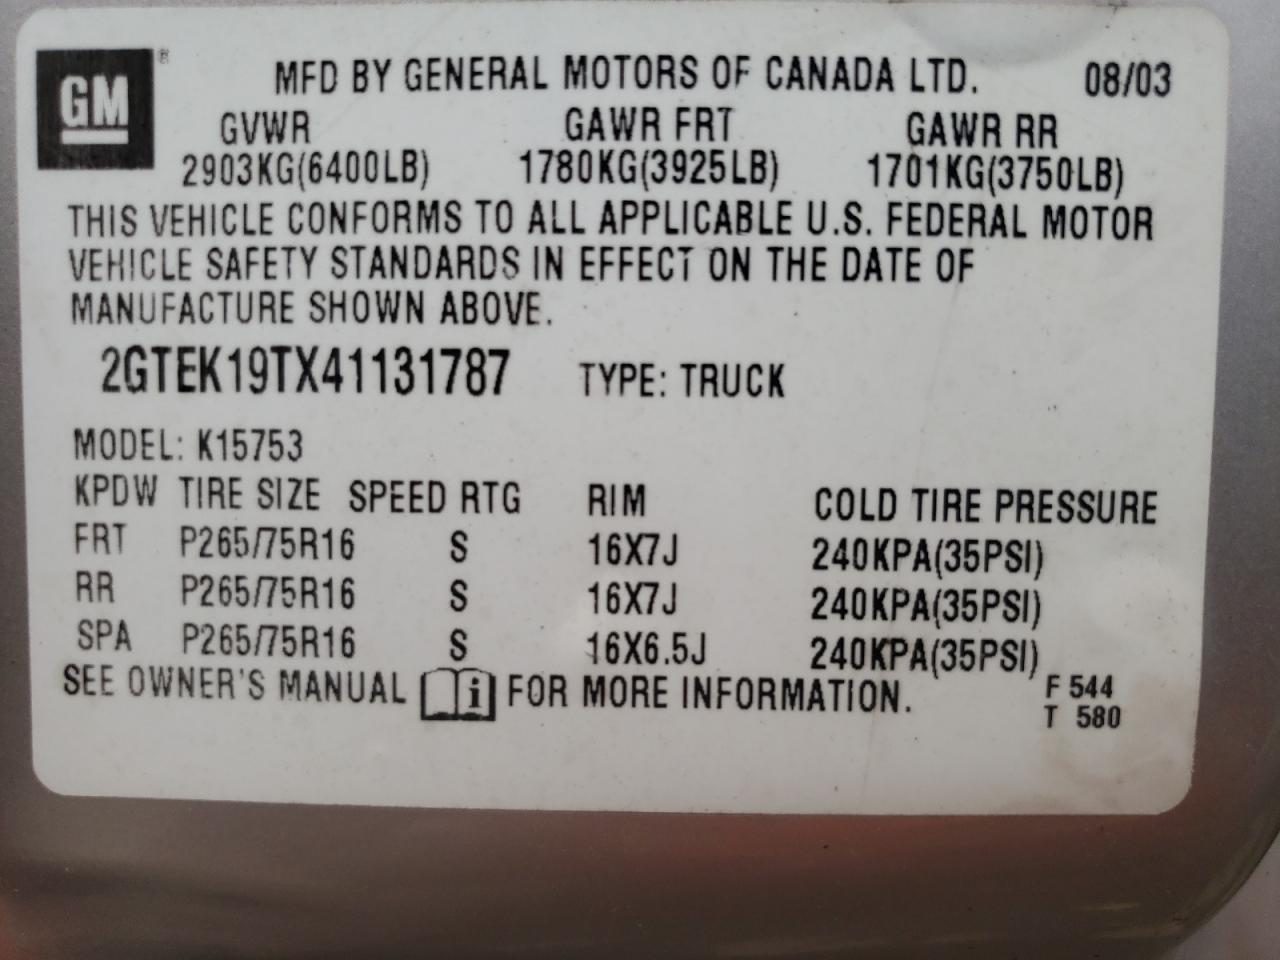 GM ® MFD BY GENERAL MOTORS OF CANADA LTD. 08/03
GVWR GAWR FRT GAWR RR
2903KG(6400LB) 1780KG(3925LB) 1701KG(3750LB)
THIS VEHICLE CONFORMS TO ALL APPLICABLE U.S. FEDERAL MOTOR
VEHICLE SAFETY STANDARDS IN EFFECT ON THE DATE OF
MANUFACTURE SHOWN ABOVE.
2GTEK19TX41131787 TYPE: TRUCK
MODEL: K15753
KPDW TIRE SIZE SPEED RTG RIM COLD TIRE PRESSURE
FRT P265/75R16 S 16X7J 240KPA(35PSI)
RR P265/75R16 S 16X7J 240KPA(35PSI)
SPA P265/75R16 S 16X6.5J 240KPA(35PSI)
SEE OWNER'S MANUAL i FOR MORE INFORMATION. F 544
T 580